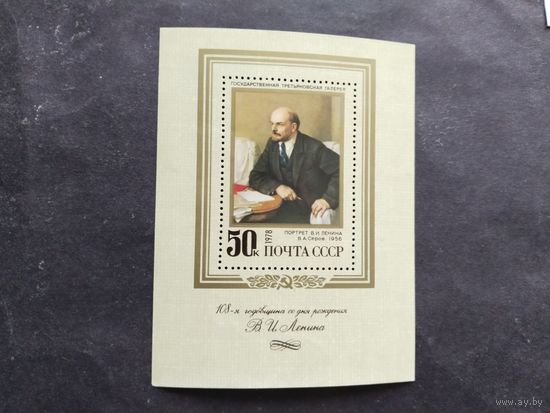 ГОСУДАРСТВЕННАЯ ТРЕТЬЯКОВСКАЯ ГАЛЕРЕЯ
ПОРТРЕТ В.И.ЛЕНИНА
В.А.Серов. 1956
50к 1978 ПОЧТА СССР
108-я годовщина со дня рождения
В. И. Ленина
www.ay.by